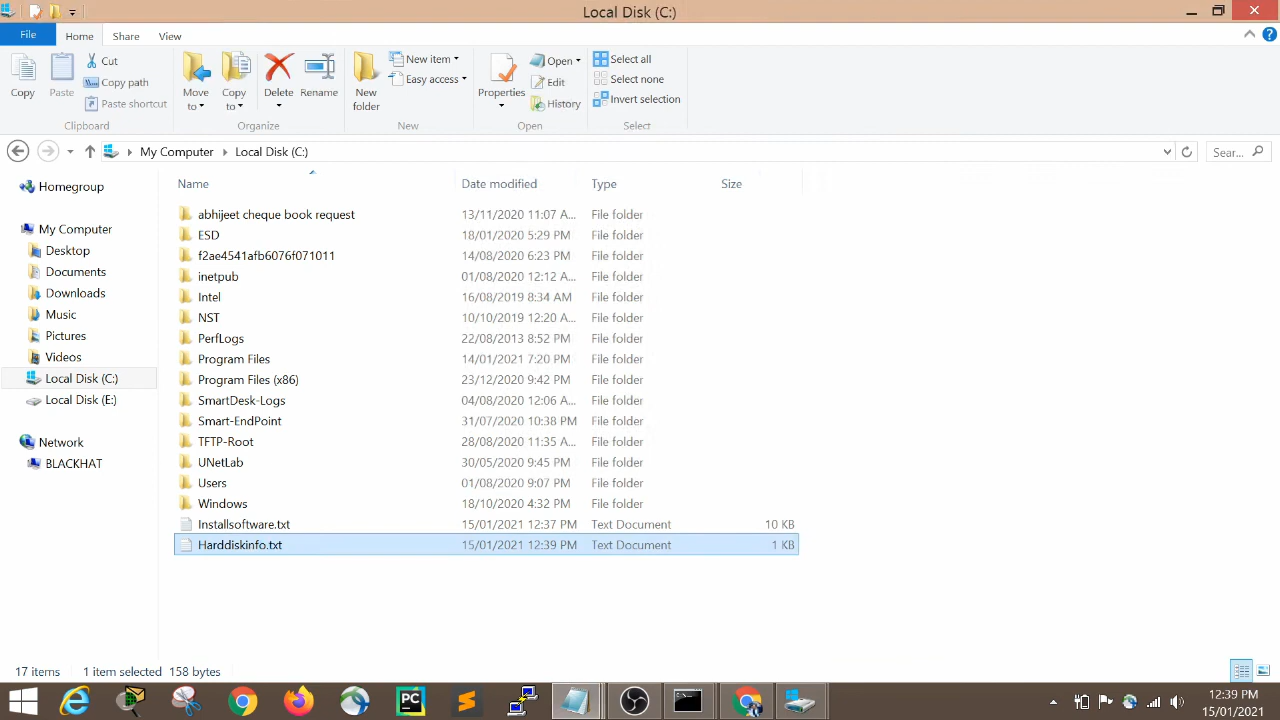 Local Disk (C:)
File Home Share View
Copy
Paste
Cut
Copy path
Paste shortcut
Clipboard
Move to
Copy to
Delete
Rename
Organize
New folder
New item
Easy access
New
Properties
Open
Edit
History
Open
Select all
Select none
Invert selection
Select
My Computer Local Disk (C:) Sear...
Homegroup
My Computer
Desktop
Documents
Downloads
Music
Pictures
Videos
Local Disk (C:)
Local Disk (E:)
Network
BLACKHAT
Name Date modified Type Size
abhijeet cheque book request 13/11/2020 11:07 A... File folder
ESD 18/01/2020 5:29 PM File folder
f2ae4541afb6076f071011 14/08/2020 6:23 PM File folder
inetpub 01/08/2020 12:12 A... File folder
Intel 16/08/2019 8:34 AM File folder
NST 10/10/2019 12:20 A... File folder
PerfLogs 22/08/2013 8:52 PM File folder
Program Files 14/01/2021 7:20 PM File folder
Program Files (x86) 23/12/2020 9:42 PM File folder
SmartDesk-Logs 04/08/2020 12:06 A... File folder
Smart-EndPoint 31/07/2020 10:38 PM File folder
TFTP-Root 28/08/2020 11:35 A... File folder
UNetLab 30/05/2020 9:45 PM File folder
Users 01/08/2020 9:07 PM File folder
Windows 18/10/2020 4:32 PM File folder
Installsoftware.txt 15/01/2021 12:37 PM Text Document 10 KB
Harddiskinfo.txt 15/01/2021 12:39 PM Text Document 1 KB
17 items 1 item selected 158 bytes
PC
12:39 PM
15/01/2021